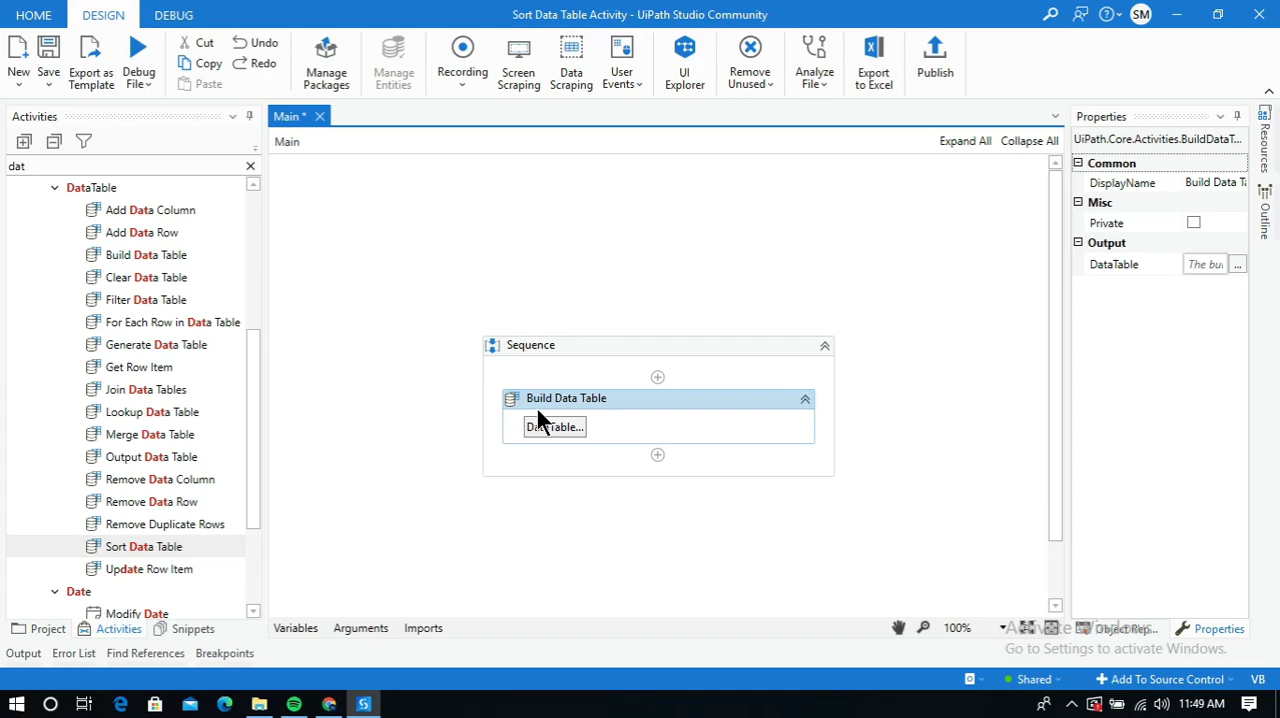 HOME
DESIGN
DEBUG
Sort Data Table Activity - UiPath Studio Community
SM
New
Save
Export as Template
Debug File
Cut
Copy
Paste
Undo
Redo
Manage Packages
Manage Entities
Recording
Screen Scraping
Data Scraping
User Events
UI Explorer
Remove Unused
Analyze File
Export to Excel
Publish
Activities
dat
DataTable
Add Data Column
Add Data Row
Build Data Table
Clear Data Table
Filter Data Table
For Each Row in Data Table
Generate Data Table
Get Row Item
Join Data Tables
Lookup Data Table
Merge Data Table
Output Data Table
Remove Data Column
Remove Data Row
Remove Duplicate Rows
Sort Data Table
Update Row Item
Date
Modify Date
Project
Activities
Snippets
Main *
Main
Expand All
Collapse All
Sequence
Build Data Table
DataTable...
Variables
Arguments
Imports
100%
Properties
UiPath.Core.Activities.BuildDataT...
Common
DisplayName
Build Data Ta
Misc
Private
Output
DataTable
The bui
...
Resources
Outline
Object Rep...
Properties
Activate Windows
Go to Settings to activate Windows.
Output
Error List
Find References
Breakpoints
Shared
Add To Source Control
VB
11:49 AM